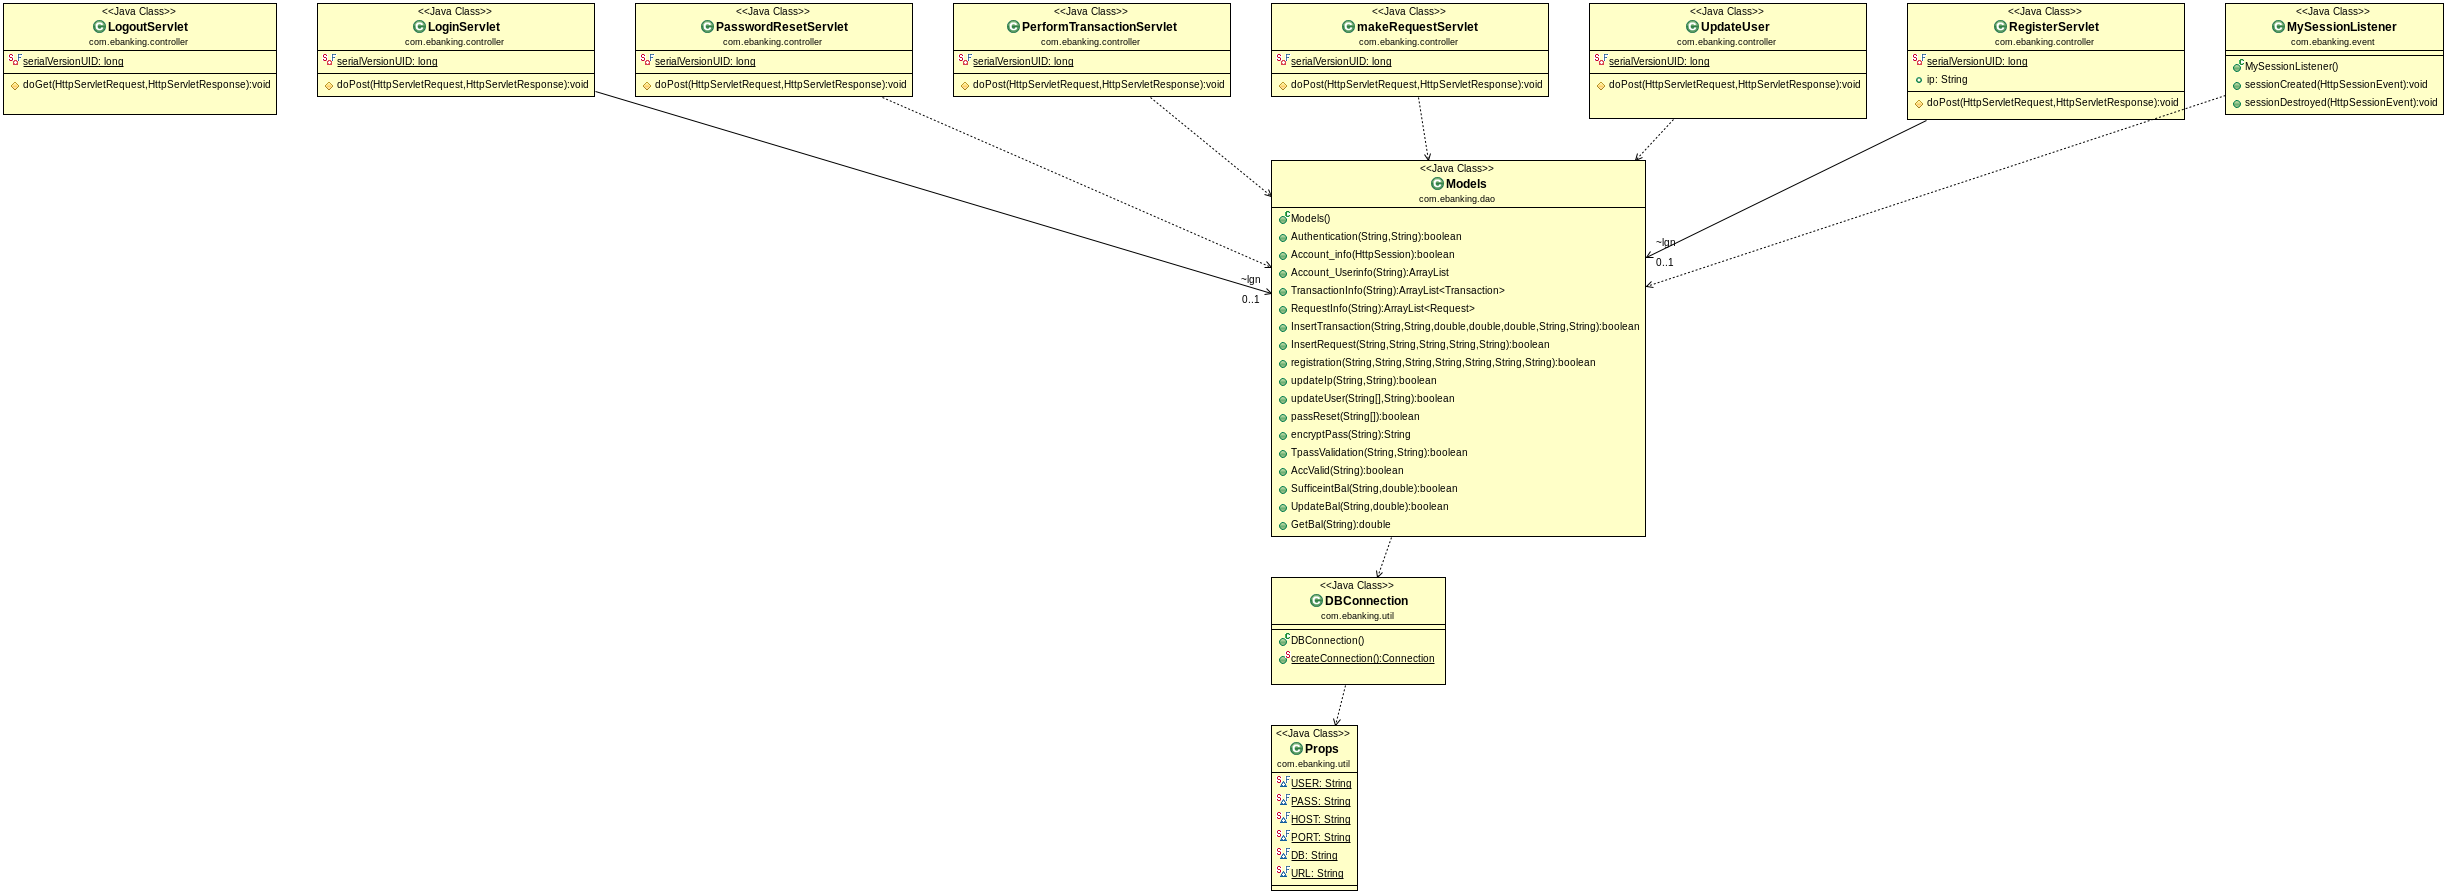 <<Java Class>>
LogoutServlet
com.ebanking.controller
serialVersionUID: long
doGet(HttpServletRequest,HttpServletResponse):void
<<Java Class>>
LoginServlet
com.ebanking.controller
serialVersionUID: long
doPost(HttpServletRequest,HttpServletResponse):void
<<Java Class>>
PasswordResetServlet
com.ebanking.controller
serialVersionUID: long
doPost(HttpServletRequest,HttpServletResponse):void
<<Java Class>>
PerformTransactionServlet
com.ebanking.controller
serialVersionUID: long
doPost(HttpServletRequest,HttpServletResponse):void
<<Java Class>>
makeRequestServlet
com.ebanking.controller
serialVersionUID: long
doPost(HttpServletRequest,HttpServletResponse):void
<<Java Class>>
UpdateUser
com.ebanking.controller
serialVersionUID: long
doPost(HttpServletRequest,HttpServletResponse):void
<<Java Class>>
RegisterServlet
com.ebanking.controller
serialVersionUID: long
ip: String
doPost(HttpServletRequest,HttpServletResponse):void
<<Java Class>>
MySessionListener
com.ebanking.event
MySessionListener()
sessionCreated(HttpSessionEvent):void
sessionDestroyed(HttpSessionEvent):void
~lgn
0..1
<<Java Class>>
Models
com.ebanking.dao
Models()
Authentication(String,String):boolean
Account_info(HttpSession):boolean
Account_Userinfo(String):ArrayList
TransactionInfo(String):ArrayList<Transaction>
RequestInfo(String):ArrayList<Request>
InsertTransaction(String,String,double,double,double,String,String):boolean
InsertRequest(String,String,String,String,String):boolean
registration(String,String,String,String,String,String,String):boolean
updateIp(String,String):boolean
updateUser(String[],String):boolean
passReset(String[]):boolean
encryptPass(String):String
TpassValidation(String,String):boolean
AccValid(String):boolean
SufficeintBal(String,double):boolean
UpdateBal(String,double):boolean
GetBal(String):double
~lgn
0..1
<<Java Class>>
DBConnection
com.ebanking.util
DBConnection()
createConnection():Connection
<<Java Class>>
Props
com.ebanking.util
USER: String
PASS: String
HOST: String
PORT: String
DB: String
URL: String